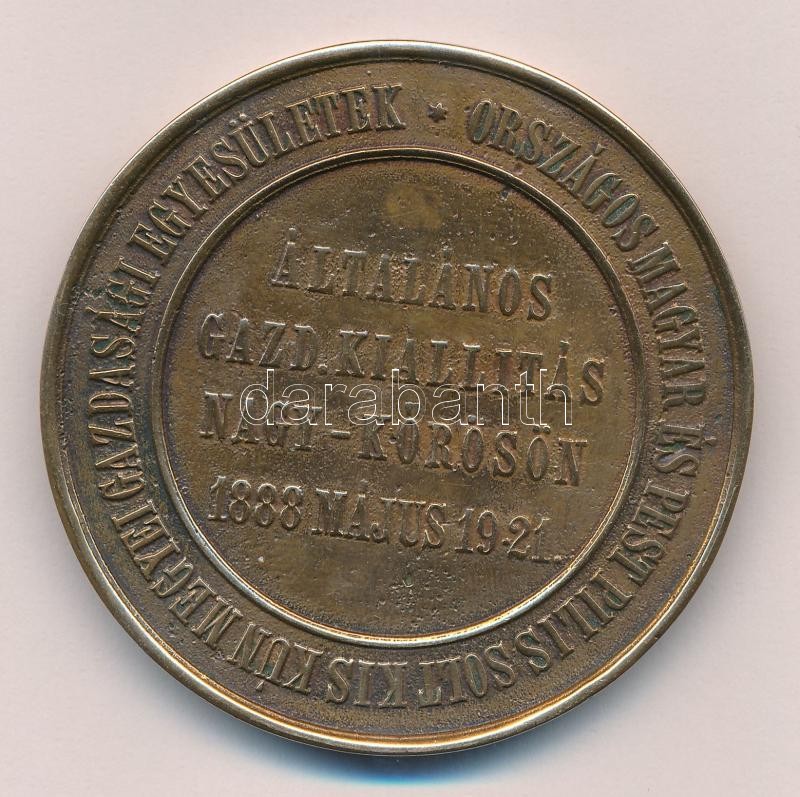 ORSZÁGOS MAGYAR ÉS PEST PILIS-SOLT KIS KÚN MEGYEI GAZDASÁGI EGYESÜLETEK *
ÁLTALÁNOS
GAZD. KIÁLLITÁS
NAGY-KŐRÖSÖN
1888 MÁJUS 19-21.
darabanth